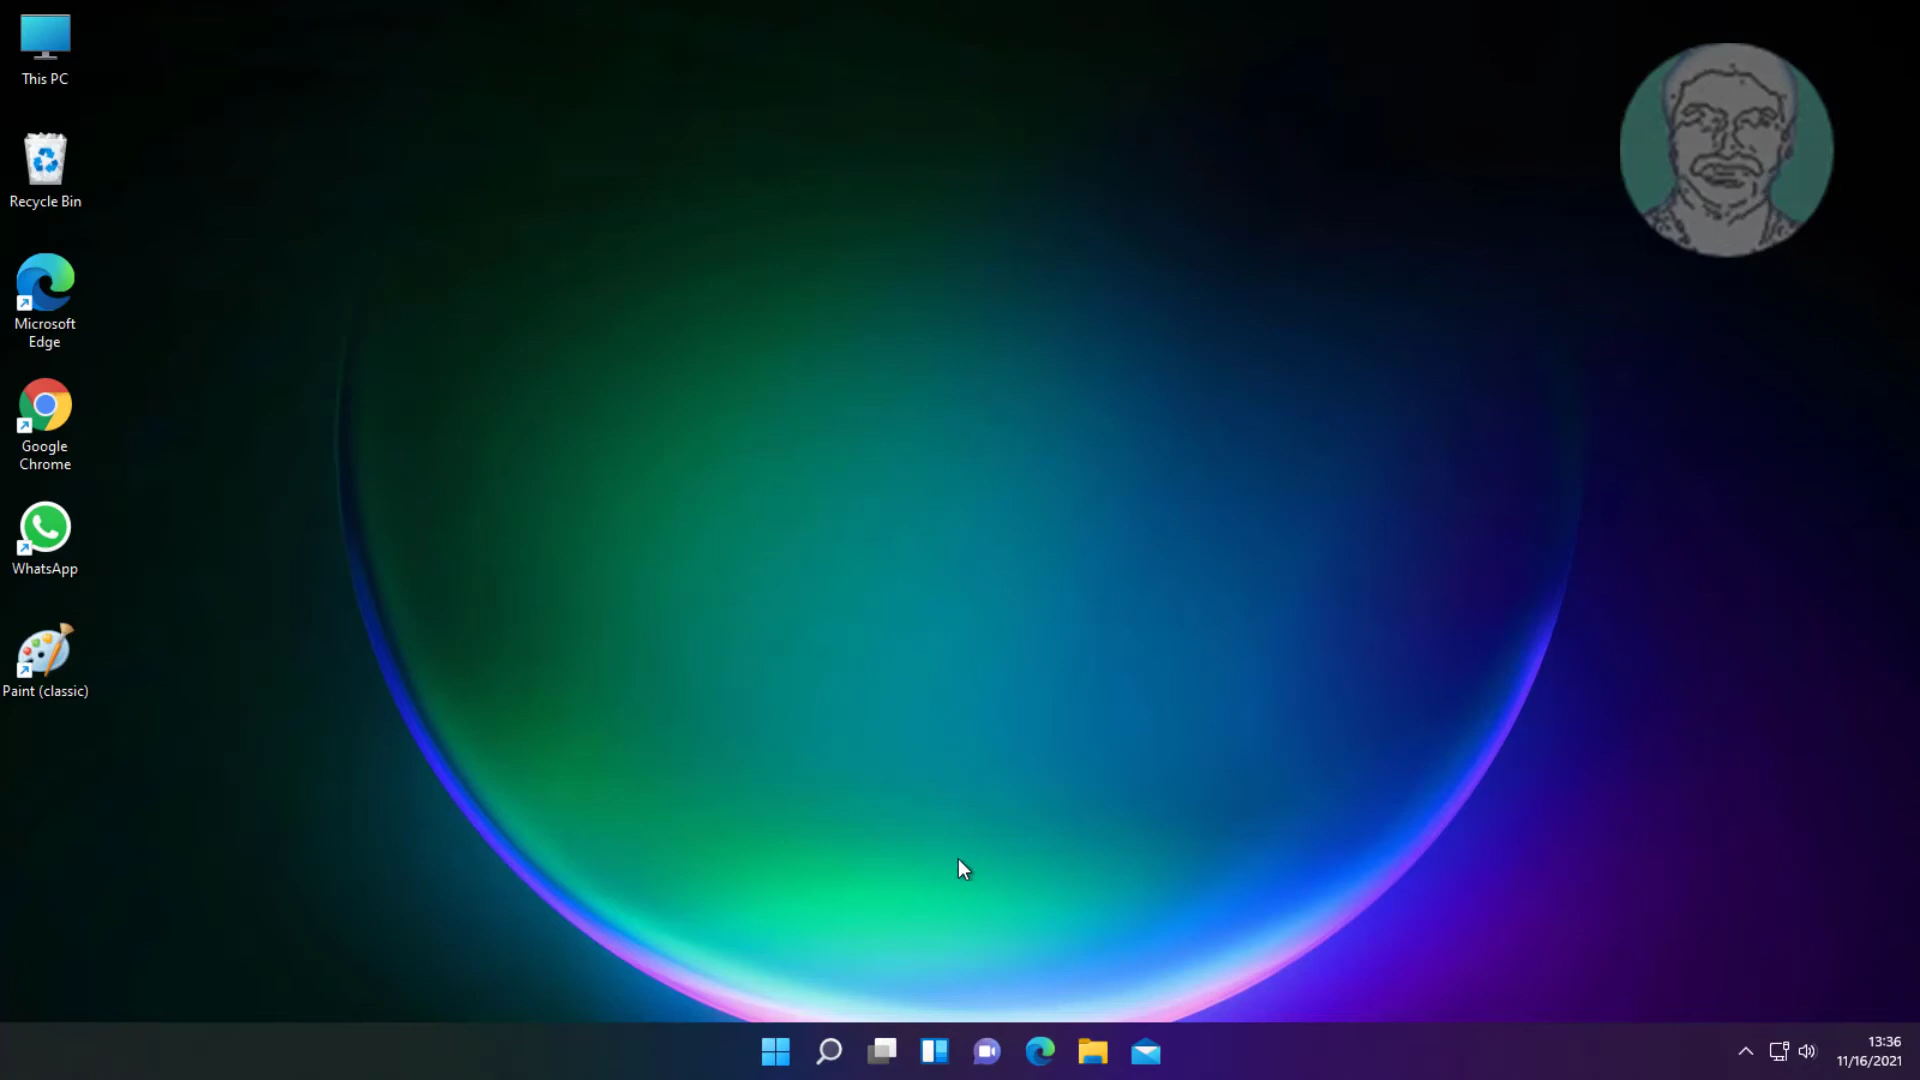 This PC
Recycle Bin
Microsoft
Edge
Google
Chrome
WhatsApp
Paint (classic)
13:36
11/16/2021